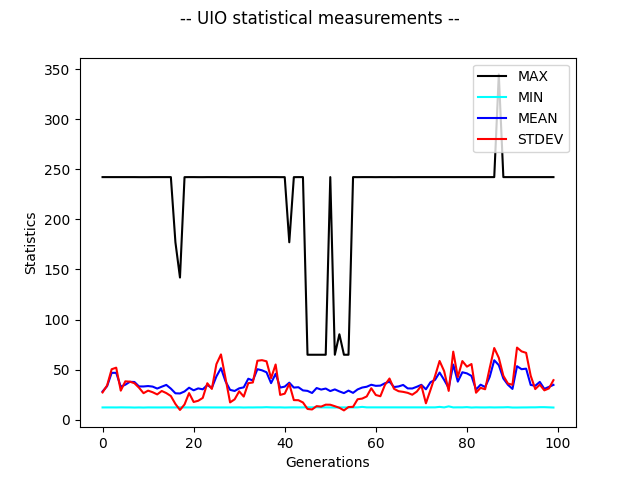 -- UIO statistical measurements --
350
300
250
200
150
100
50
0
Statistics
MAX
MIN
MEAN
STDEV
0 20 40 60 80 100
Generations